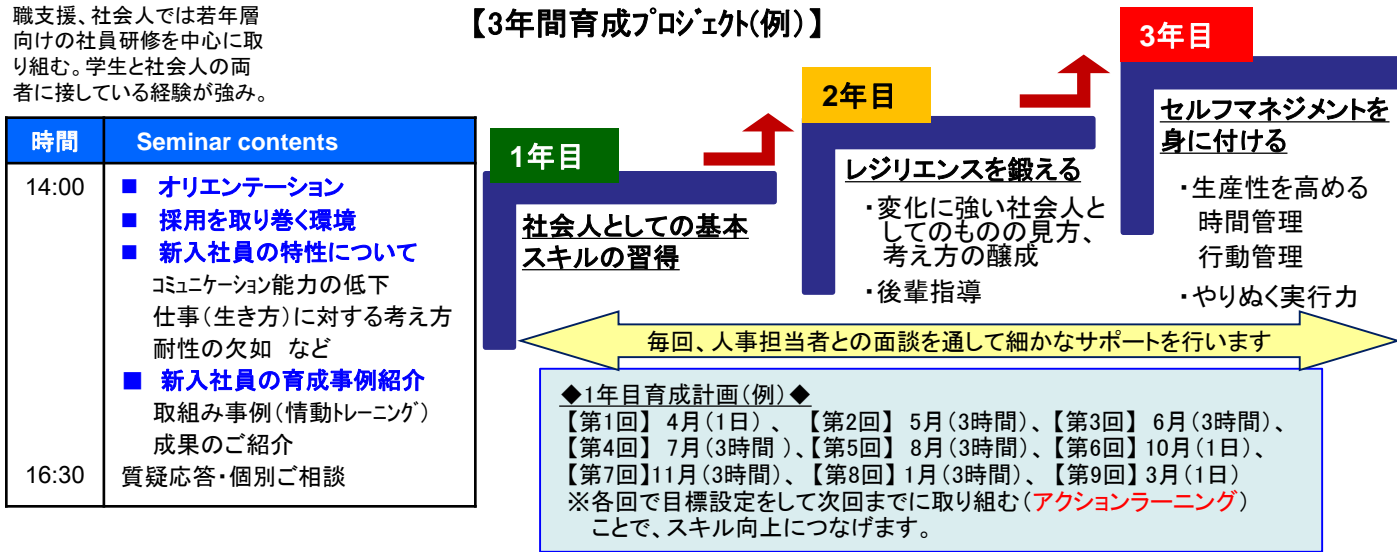 職支援、社会人では若年層
向けの社員研修を中心に取
り組む。学生と社会人の両
者に接している経験が強み。
【3年間育成プロジェクト(例)】
時間 Seminar contents
14:00 ■ オリエンテーション
■ 採用を取り巻く環境
■ 新入社員の特性について
コミュニケーション能力の低下
仕事(生き方)に対する考え方
耐性の欠如 など
■ 新入社員の育成事例紹介
取組み事例(情動トレーニング)
成果のご紹介
16:30 質疑応答・個別ご相談
1年目
社会人としての基本
スキルの習得
2年目
レジリエンスを鍛える
・変化に強い社会人と
してのものの見方、
考え方の醸成
・後輩指導
3年目
セルフマネジメントを
身に付ける
・生産性を高める
時間管理
行動管理
・やりぬく実行力
毎回、人事担当者との面談を通して細かなサポートを行います
◆1年目育成計画(例)◆
【第1回】 4月(1日) 、 【第2回】 5月(3時間)、【第3回】 6月(3時間)、
【第4回】 7月(3時間 )、【第5回】 8月(3時間)、【第6回】 10月(1日)、
【第7回】11月(3時間)、【第8回】 1月(3時間)、【第9回】 3月(1日)
※各回で目標設定をして次回までに取り組む(アクションラーニング)
ことで、スキル向上につなげます。